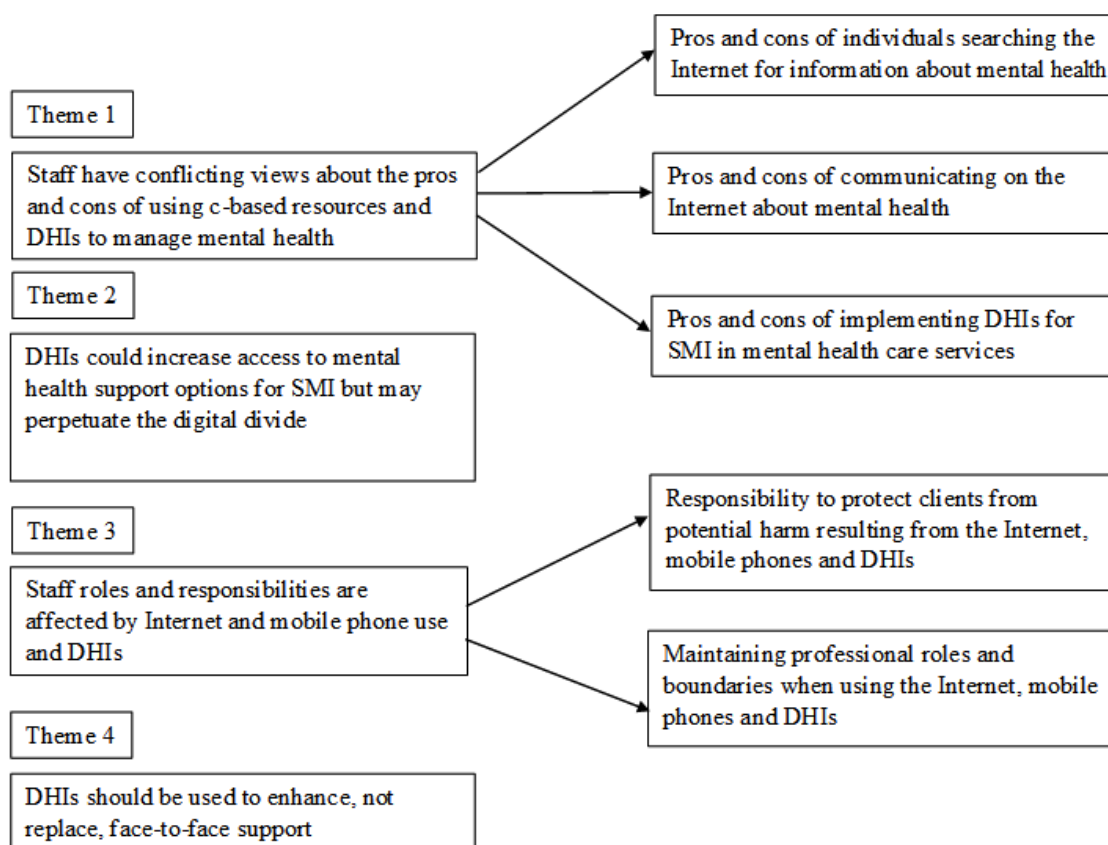 Theme 1
Staff have conflicting views about the pros
and cons of using c-based resources and
DHIs to manage mental health
Pros and cons of individuals searching the
Internet for information about mental health
Pros and cons of communicating on the
Internet about mental health
Pros and cons of implementing DHIs for
SMI in mental health care services
Theme 2
DHIs could increase access to mental
health support options for SMI but may
perpetuate the digital divide
Theme 3
Staff roles and responsibilities are
affected by Internet and mobile phone use
and DHIs
Responsibility to protect clients from
potential harm resulting from the Internet,
mobile phones and DHIs
Maintaining professional roles and
boundaries when using the Internet, mobile
phones and DHIs
Theme 4
DHIs should be used to enhance, not
replace, face-to-face support